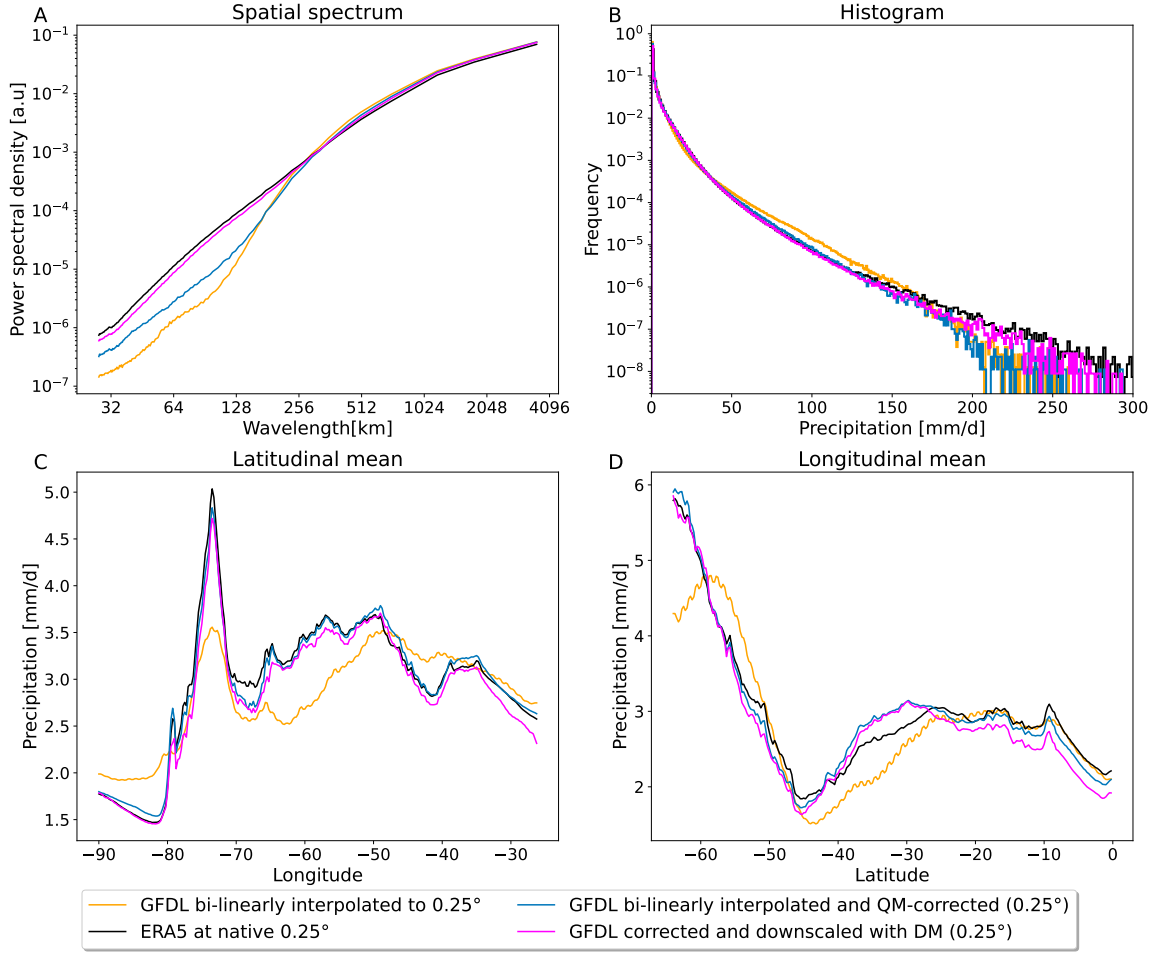 A
Spatial spectrum
Power spectral density [a.u]
10⁻¹
10⁻²
10⁻³
10⁻⁴
10⁻⁵
10⁻⁶
10⁻⁷
32 64 128 256 512 1024 2048 4096
Wavelength[km]
B
Histogram
Frequency
10⁰
10⁻¹
10⁻²
10⁻³
10⁻⁴
10⁻⁵
10⁻⁶
10⁻⁷
10⁻⁸
0 50 100 150 200 250 300
Precipitation [mm/d]
C
Latitudinal mean
Precipitation [mm/d]
5.0
4.5
4.0
3.5
3.0
2.5
2.0
1.5
−90 −80 −70 −60 −50 −40 −30
Longitude
D
Longitudinal mean
Precipitation [mm/d]
6
5
4
3
2
−60 −50 −40 −30 −20 −10 0
Latitude
GFDL bi-linearly interpolated to 0.25°
ERA5 at native 0.25°
GFDL bi-linearly interpolated and QM-corrected (0.25°)
GFDL corrected and downscaled with DM (0.25°)